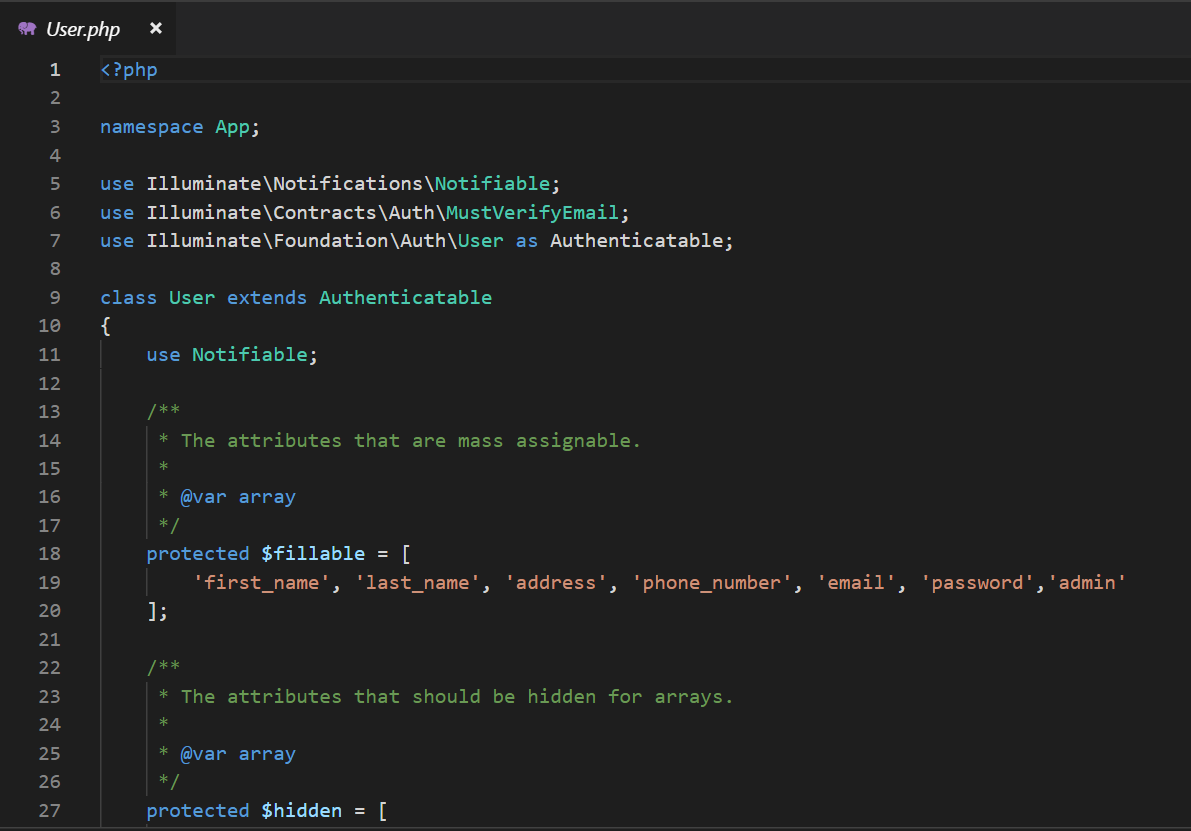 User.php ×
1 <?php
2
3 namespace App;
4
5 use Illuminate\Notifications\Notifiable;
6 use Illuminate\Contracts\Auth\MustVerifyEmail;
7 use Illuminate\Foundation\Auth\User as Authenticatable;
8
9 class User extends Authenticatable
10 {
11     use Notifiable;
12
13     /**
14      * The attributes that are mass assignable.
15      *
16      * @var array
17      */
18     protected $fillable = [
19         'first_name', 'last_name', 'address', 'phone_number', 'email', 'password','admin'
20     ];
21
22     /**
23      * The attributes that should be hidden for arrays.
24      *
25      * @var array
26      */
27     protected $hidden = [